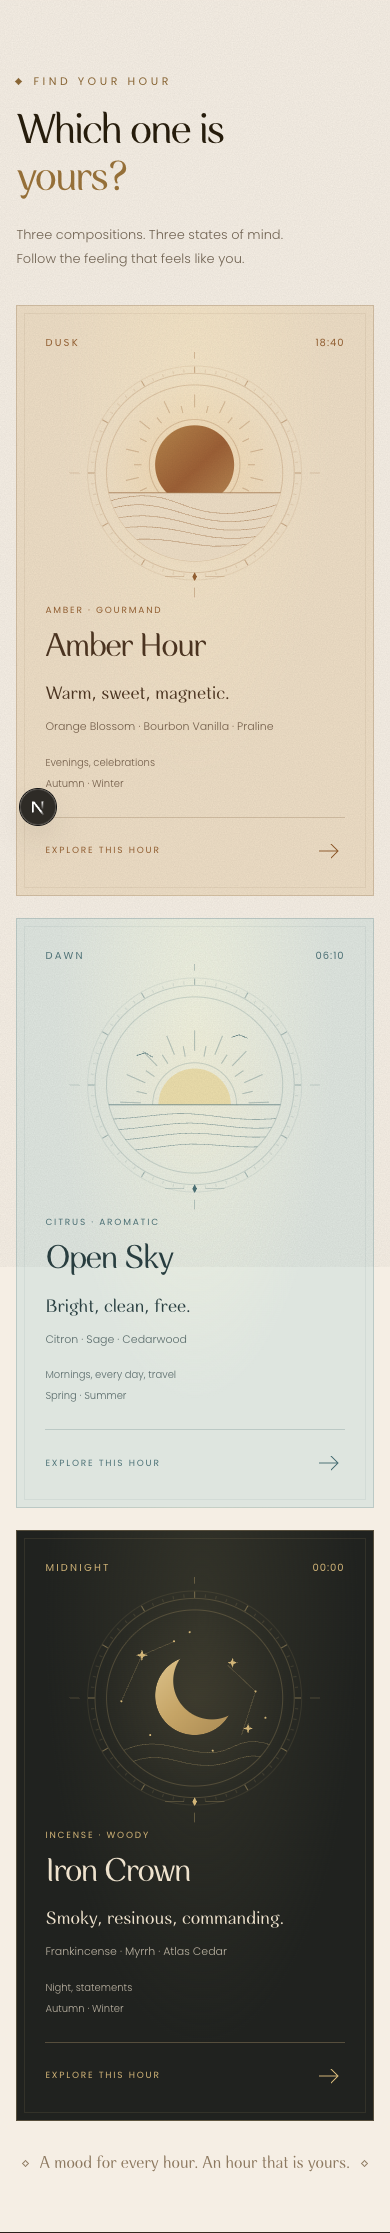 FIND YOUR HOUR
Which one is
yours?
Three compositions. Three states of mind.
Follow the feeling that feels like you.
DUSK 18:40
AMBER · GOURMAND
Amber Hour
Warm, sweet, magnetic.
Orange Blossom · Bourbon Vanilla · Praline
Evenings, celebrations
Autumn · Winter
N
EXPLORE THIS HOUR
DAWN 06:10
CITRUS · AROMATIC
Open Sky
Bright, clean, free.
Citron · Sage · Cedarwood
Mornings, every day, travel
Spring · Summer
EXPLORE THIS HOUR
MIDNIGHT 00:00
INCENSE · WOODY
Iron Crown
Smoky, resinous, commanding.
Frankincense · Myrrh · Atlas Cedar
Night, statements
Autumn · Winter
EXPLORE THIS HOUR
A mood for every hour. An hour that is yours.